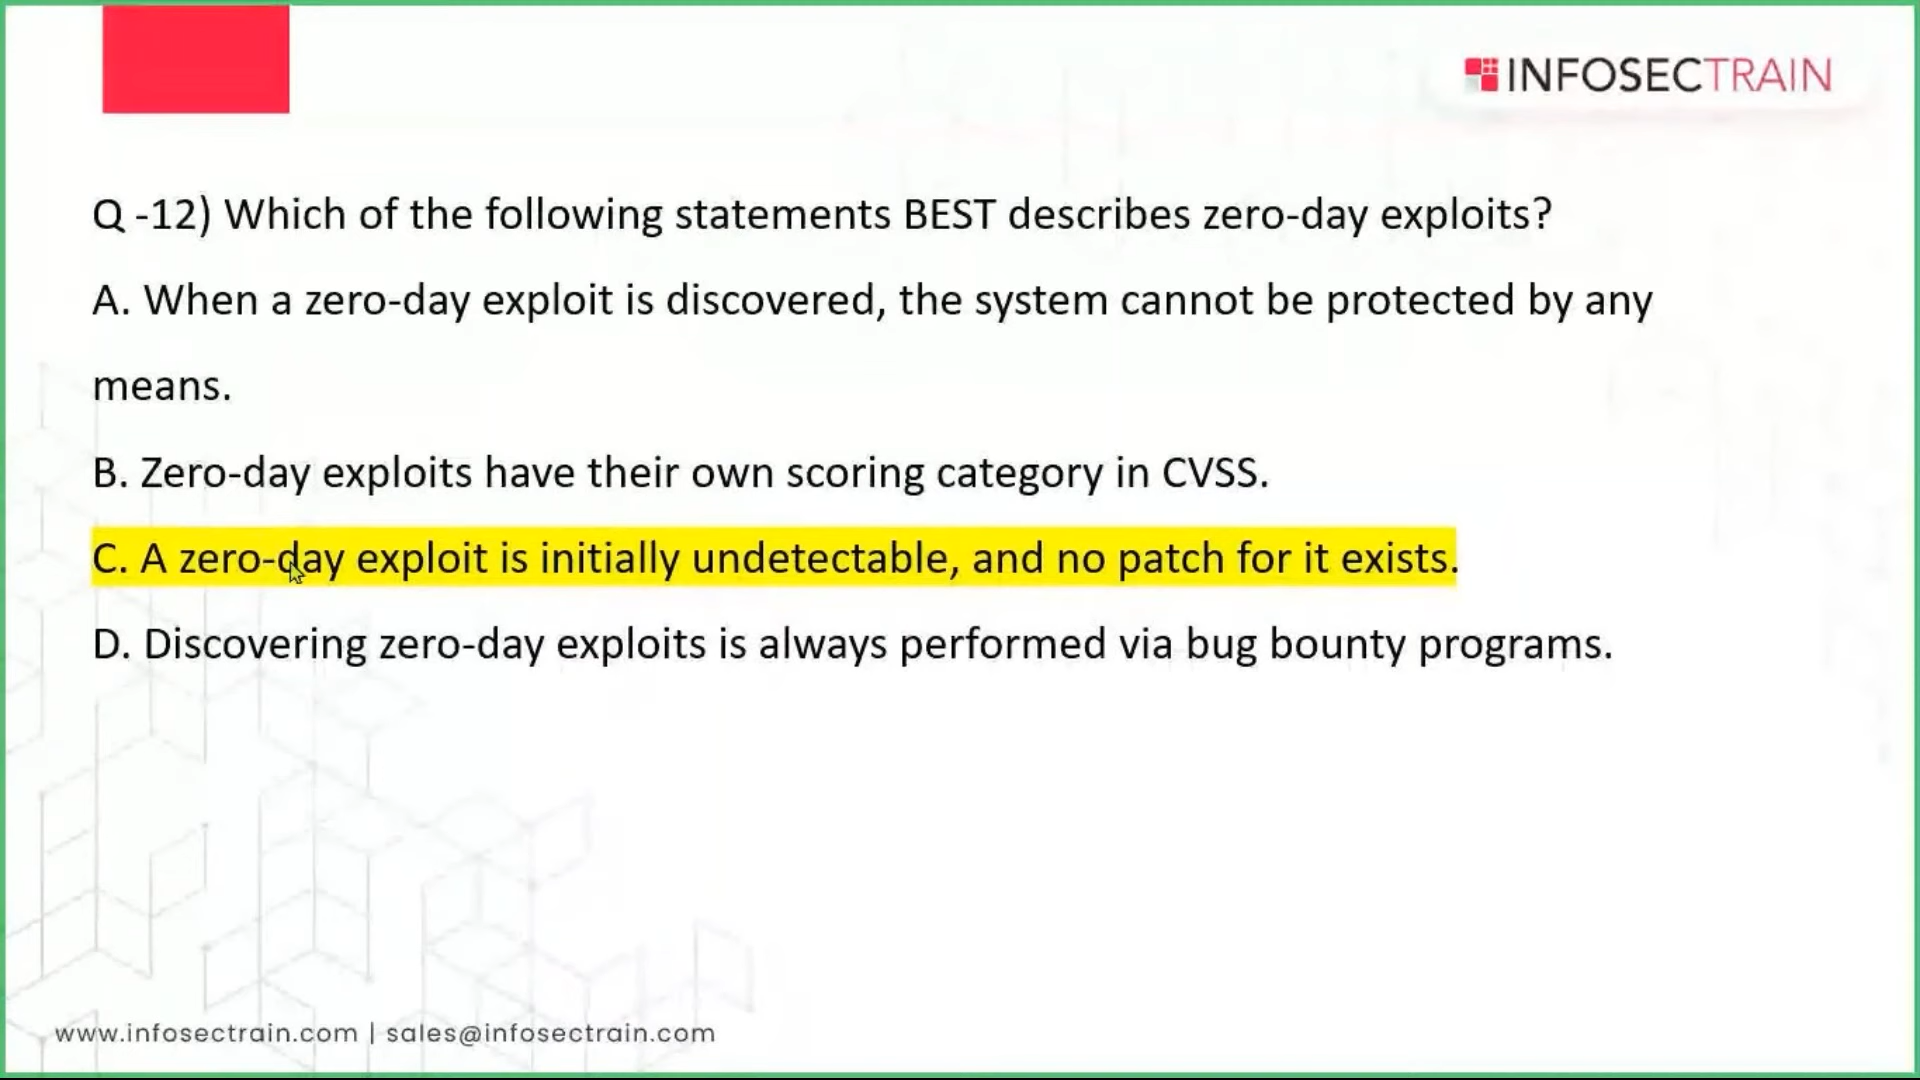 INFOSECTRAIN
Q -12) Which of the following statements BEST describes zero-day exploits?
A. When a zero-day exploit is discovered, the system cannot be protected by any
means.
B. Zero-day exploits have their own scoring category in CVSS.
C. A zero-day exploit is initially undetectable, and no patch for it exists.
D. Discovering zero-day exploits is always performed via bug bounty programs.
www.infosectrain.com | sales@infosectrain.com